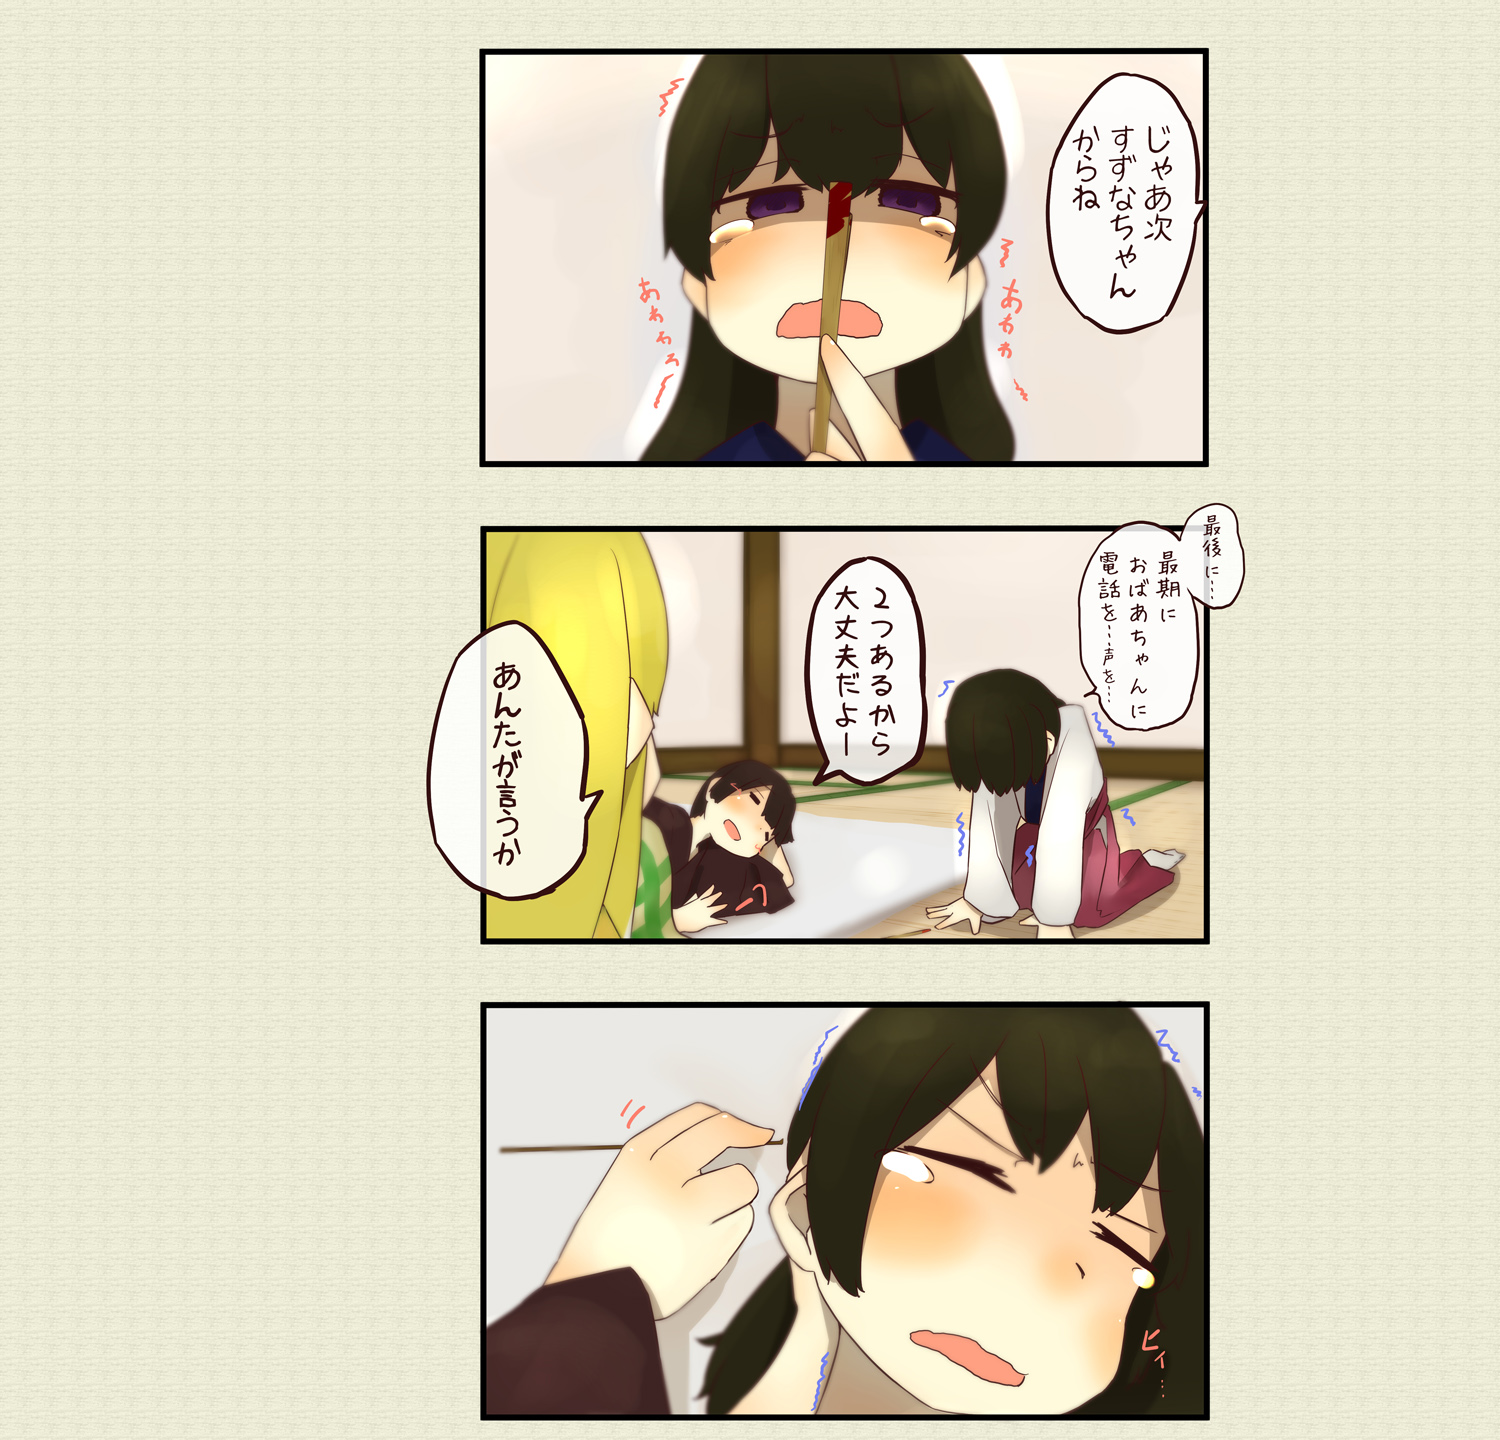 じゃあ次
すずなちゃん
からね
あわわ
あわわわ
最後に…
最期に
おばあちゃんに
電話を…声を…
2つあるから
大丈夫だよー
あんたが言うか
ヒィ…